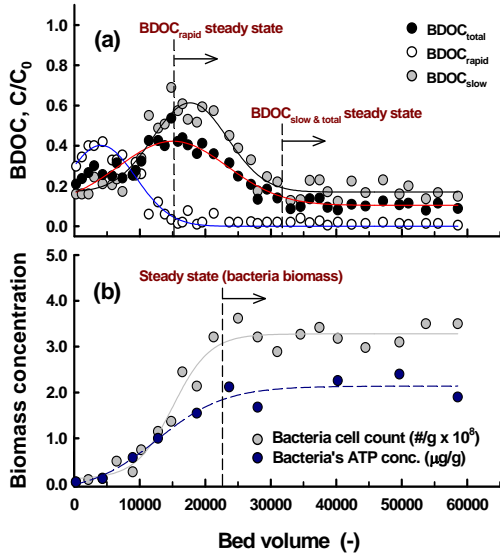 (a)
BDOCrapid steady state
BDOCtotal
BDOCrapid
BDOCslow
BDOCslow & total steady state
BDOC, C/C0
1.0
0.8
0.6
0.4
0.2
0.0
(b)
Steady state (bacteria biomass)
Biomass concentration
5.0
4.0
3.0
2.0
1.0
0.0
Bacteria cell count (#/g x 10^8)
Bacteria's ATP conc. (μg/g)
0 10000 20000 30000 40000 50000 60000
Bed volume (-)